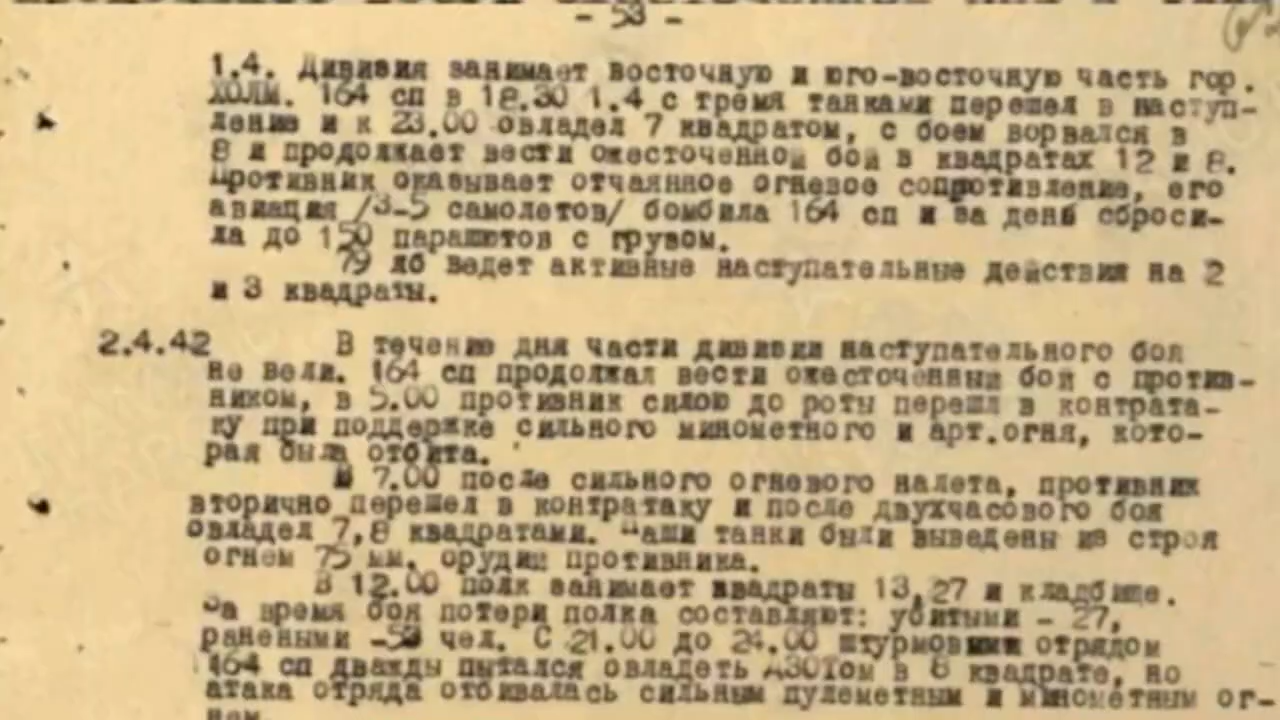 - 53 -
1.4. Дивизия занимает восточную и юго-восточную часть гор.
ХОЛМ. 164 сп в 18.30 1.4 с тремя танками перешел в наступ-
ление и к 23.00 овладел 7 квадратом, с боем ворвался в
8 и продолжает вести ожесточенной бой в квадратах 12 и 8.
Противник оказывает отчаянное огневое сопротивление, его
авиация /3-5 самолетов/ бомбила 164 сп и за день сброси-
ла до 150 парашютов с грузом.
79 лб ведет активные наступательные действия на 2
и 3 квадраты.
2.4.42 В течение дня части дивизии наступательного боя
не вели. 164 сп продолжал вести ожесточенный бой с против-
ником, в 5.00 противник силою до роты перешл в контрата-
ку при поддержке сильного минометного и арт.огня, кото-
рая была отбита.
В 7.00 после сильного огневого налета, противник
вторично перешел в контратаку и после двухчасового боя
овладел 7,8 квадратами. Наши танки были выведены из строя
огнем 75 мм. орудий противника.
В 12.00 полк занимает квадраты 13,27 и кладбище.
За время боя потери полка составляют: убитыми - 27,
ранеными -53 чел. С 21.00 до 24.00 штурмовым отрядом
164 сп дважды пытался овладеть ДЗОТом в 8 квадрате, но
атака отряда отбивалась сильным пулеметным и минометным ог-
нем.